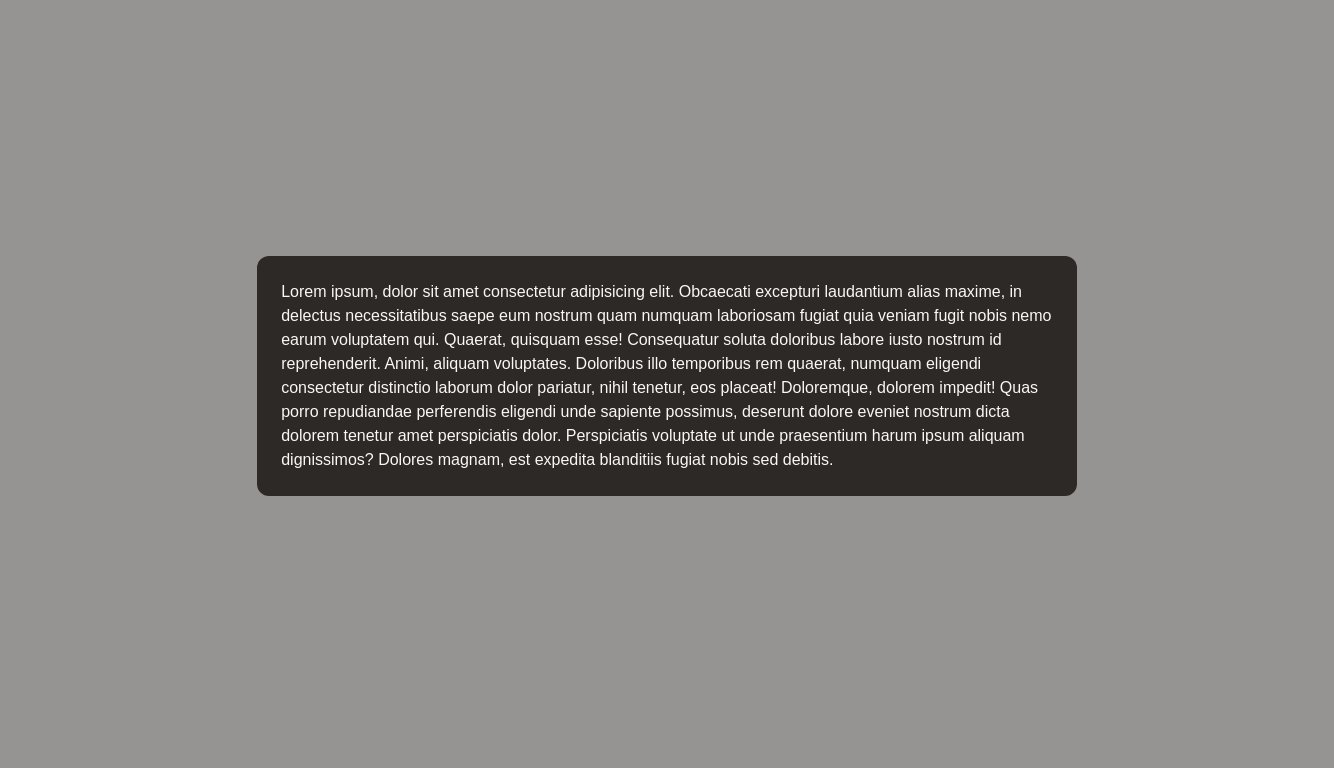 Lorem ipsum, dolor sit amet consectetur adipisicing elit. Obcaecati excepturi laudantium alias maxime, in
delectus necessitatibus saepe eum nostrum quam numquam laboriosam fugiat quia veniam fugit nobis nemo
earum voluptatem qui. Quaerat, quisquam esse! Consequatur soluta doloribus labore iusto nostrum id
reprehenderit. Animi, aliquam voluptates. Doloribus illo temporibus rem quaerat, numquam eligendi
consectetur distinctio laborum dolor pariatur, nihil tenetur, eos placeat! Doloremque, dolorem impedit! Quas
porro repudiandae perferendis eligendi unde sapiente possimus, deserunt dolore eveniet nostrum dicta
dolorem tenetur amet perspiciatis dolor. Perspiciatis voluptate ut unde praesentium harum ipsum aliquam
dignissimos? Dolores magnam, est expedita blanditiis fugiat nobis sed debitis.